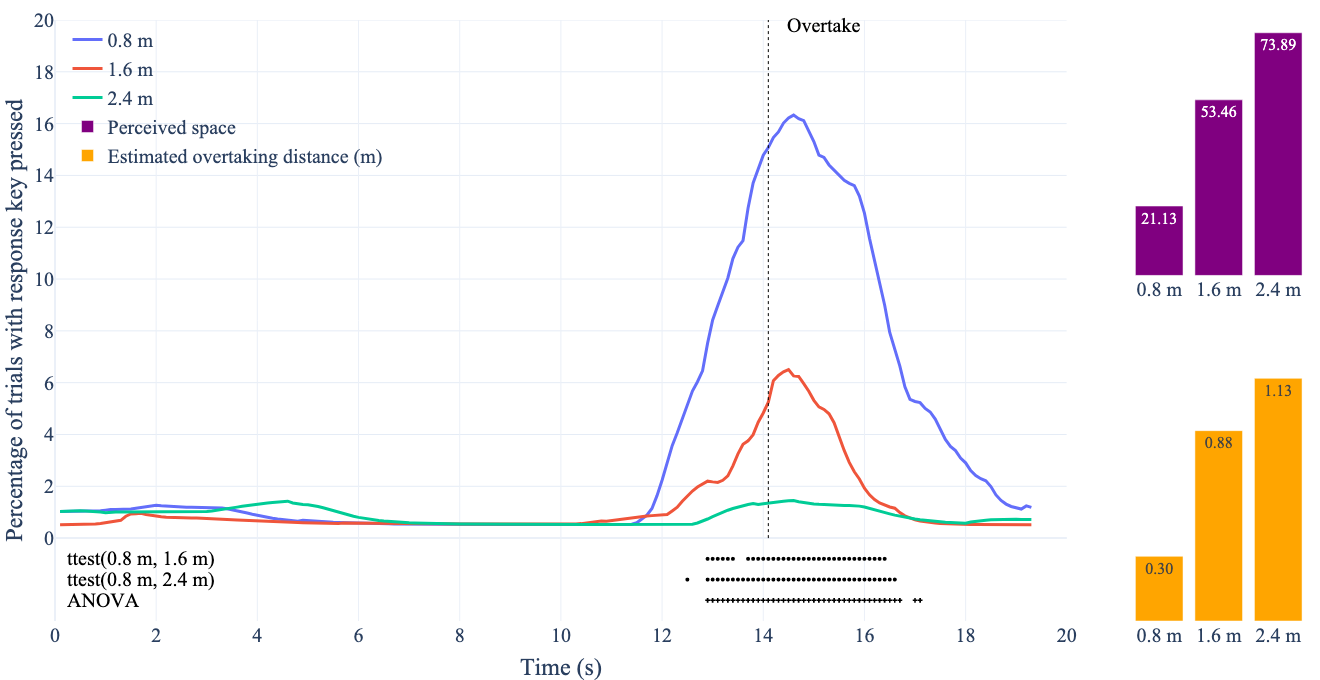 Percentage of trials with response key pressed
20
18
16
14
12
10
8
6
4
2
0
0.8 m
1.6 m
2.4 m
Perceived space
Estimated overtaking distance (m)
Overtake
ttest(0.8 m, 1.6 m)
ttest(0.8 m, 2.4 m)
ANOVA
0 2 4 6 8 10 12 14 16 18 20
Time (s)
21.13 53.46 73.89
0.8 m 1.6 m 2.4 m
0.30 0.88 1.13
0.8 m 1.6 m 2.4 m